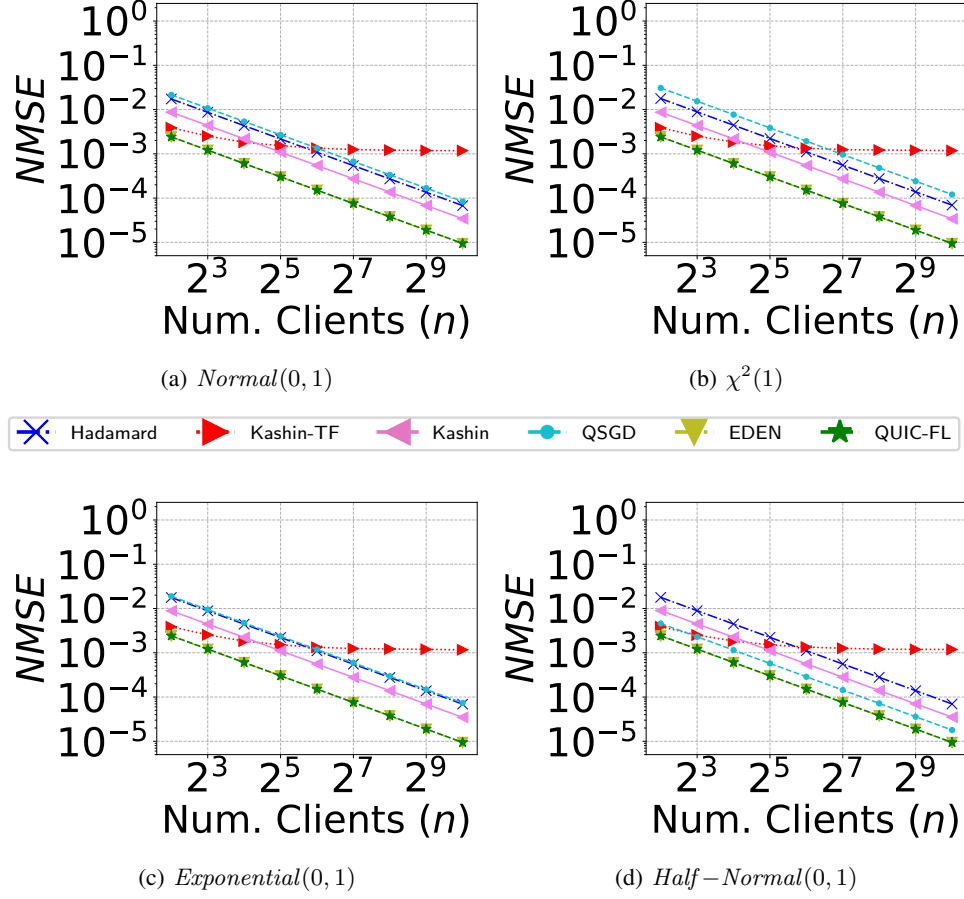 10^0
10^-1
10^-2
10^-3
10^-4
10^-5
NMSE
2^3 2^5 2^7 2^9
Num. Clients (n)
(a) Normal(0, 1)
10^0
10^-1
10^-2
10^-3
10^-4
10^-5
NMSE
2^3 2^5 2^7 2^9
Num. Clients (n)
(b) χ^2(1)
Hadamard Kashin-TF Kashin QSGD EDEN QUIC-FL
10^0
10^-1
10^-2
10^-3
10^-4
10^-5
NMSE
2^3 2^5 2^7 2^9
Num. Clients (n)
(c) Exponential(0, 1)
10^0
10^-1
10^-2
10^-3
10^-4
10^-5
NMSE
2^3 2^5 2^7 2^9
Num. Clients (n)
(d) Half−Normal(0, 1)